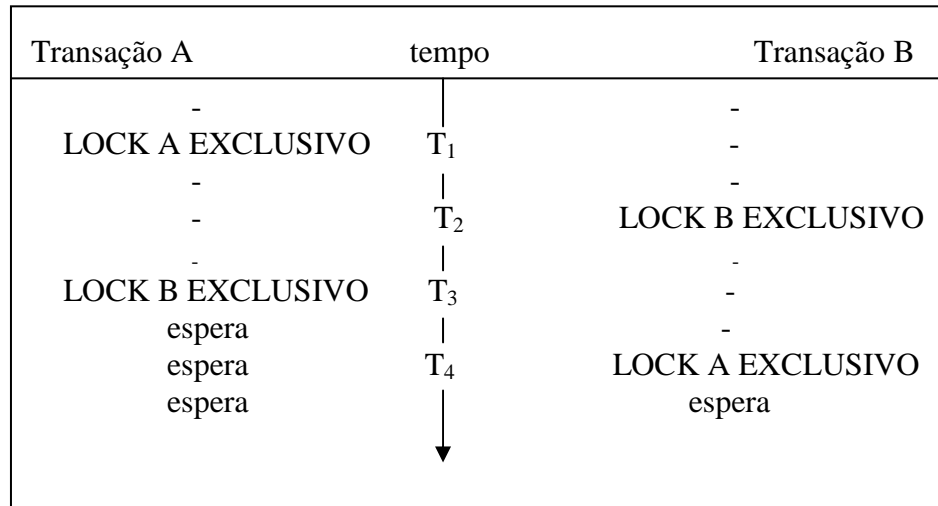 Transação A tempo Transação B
- -
LOCK A EXCLUSIVO T₁ -
- -
- T₂ LOCK B EXCLUSIVO
- -
LOCK B EXCLUSIVO T₃ -
espera -
espera T₄ LOCK A EXCLUSIVO
espera espera